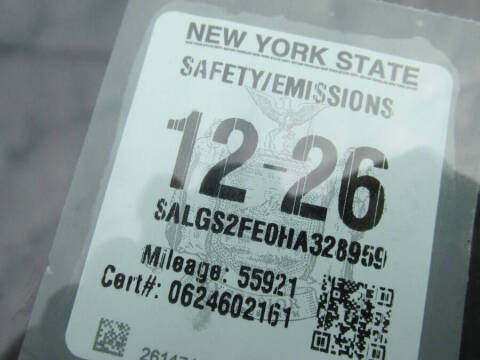 NEW YORK STATE
SAFETY/EMISSIONS
12-26
SALGS2FE0HA328959
Mileage: 55921
Cert#: 0624602161